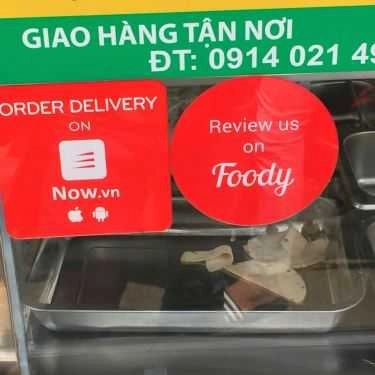 GIAO HÀNG TẬN NƠI
ĐT: 0914 021 49
ORDER DELIVERY
ON
Now.vn
Review us
on
Foody